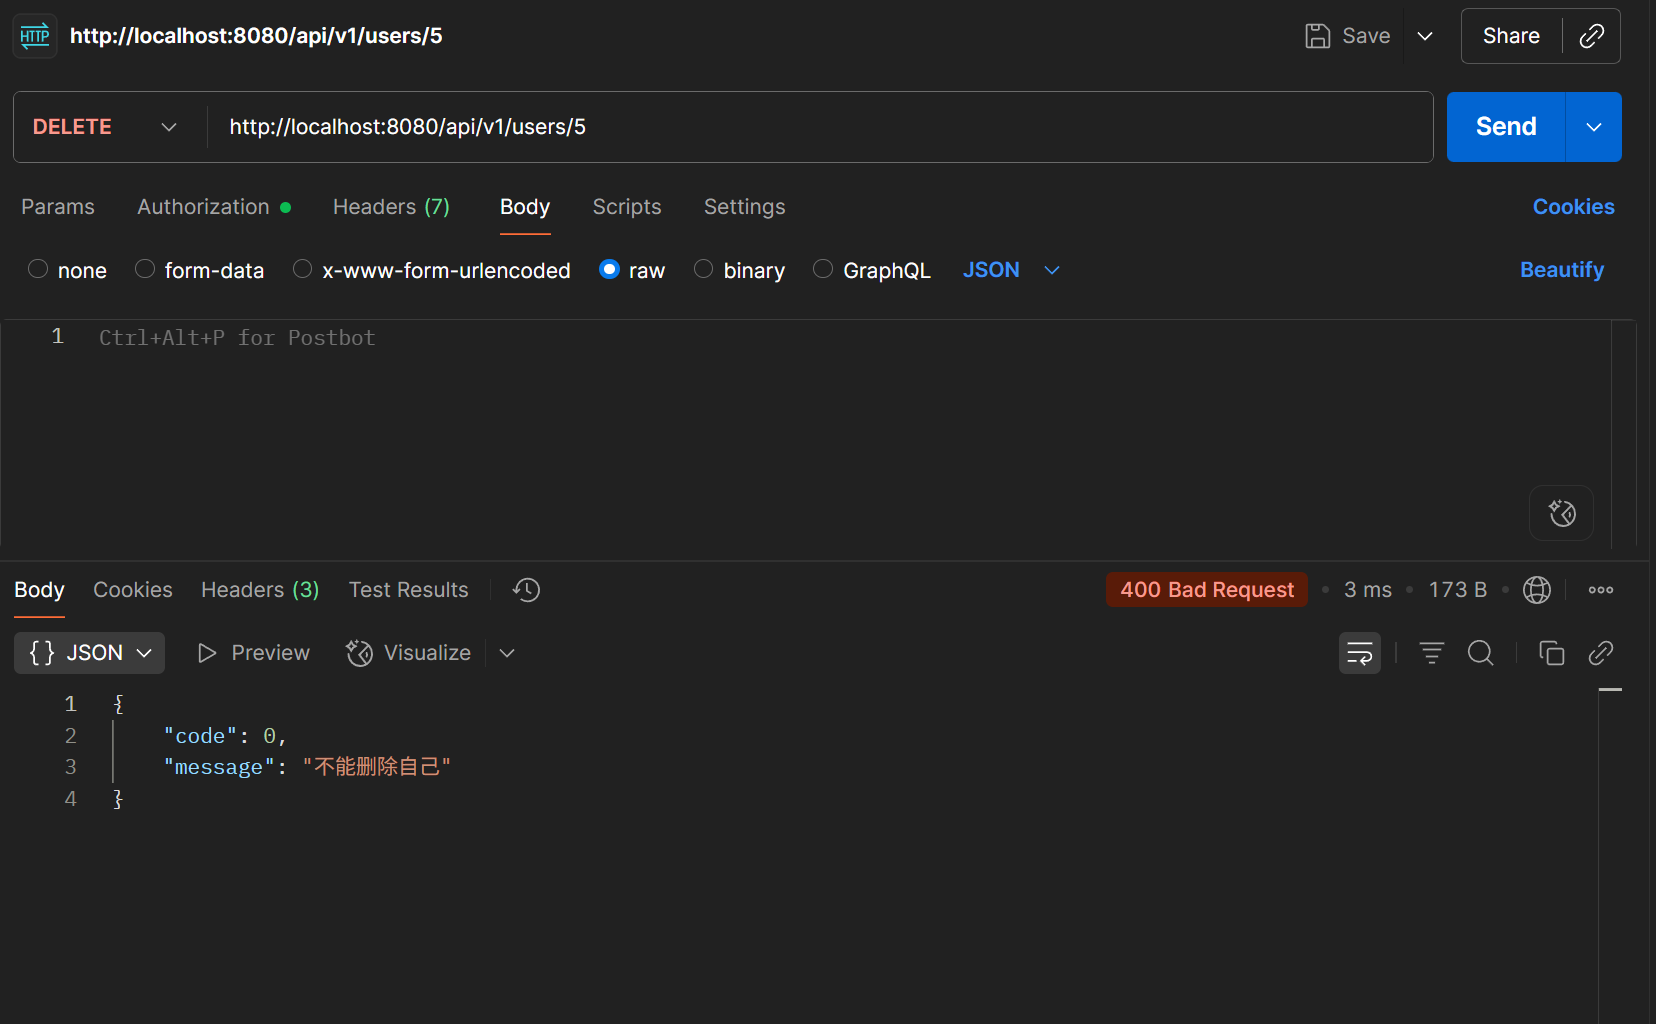 HTTP http://localhost:8080/api/v1/users/5 Save Share
DELETE http://localhost:8080/api/v1/users/5 Send
Params Authorization Headers (7) Body Scripts Settings Cookies
none form-data x-www-form-urlencoded raw binary GraphQL JSON Beautify
1 Ctrl+Alt+P for Postbot
Body Cookies Headers (3) Test Results 400 Bad Request 3 ms 173 B
{} JSON Preview Visualize
1 {
2 "code": 0,
3 "message": "不能删除自己"
4 }